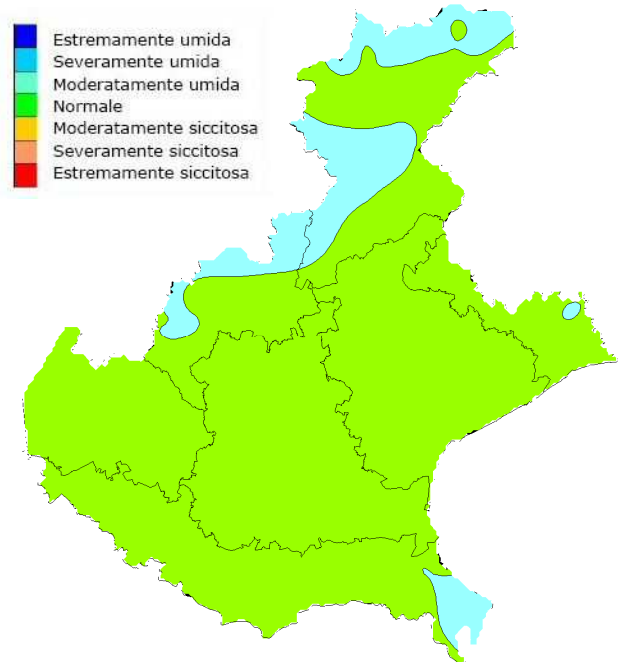 Estremamente umida
Severamente umida
Moderatamente umida
Normale
Moderatamente siccitosa
Severamente siccitosa
Estremamente siccitosa